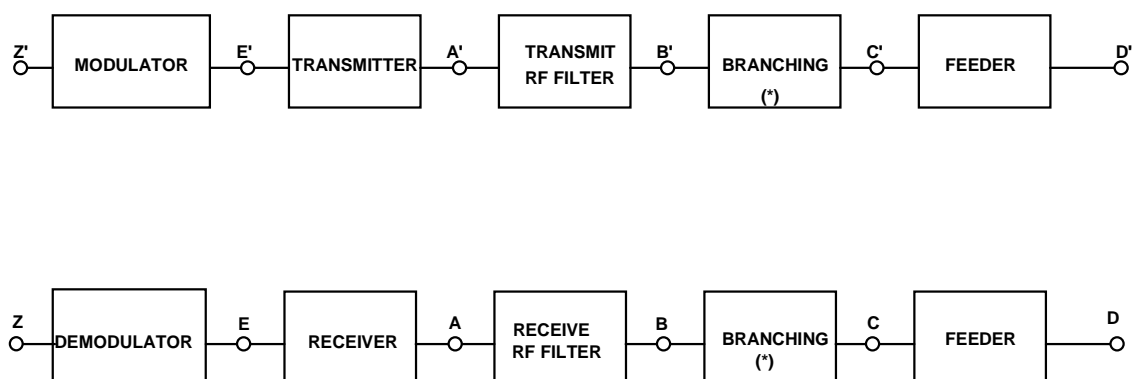 Z' MODULATOR E' TRANSMITTER A' TRANSMIT RF FILTER B' BRANCHING (*) C' FEEDER D'
Z DEMODULATOR E RECEIVER A RECEIVE RF FILTER B BRANCHING (*) C FEEDER D